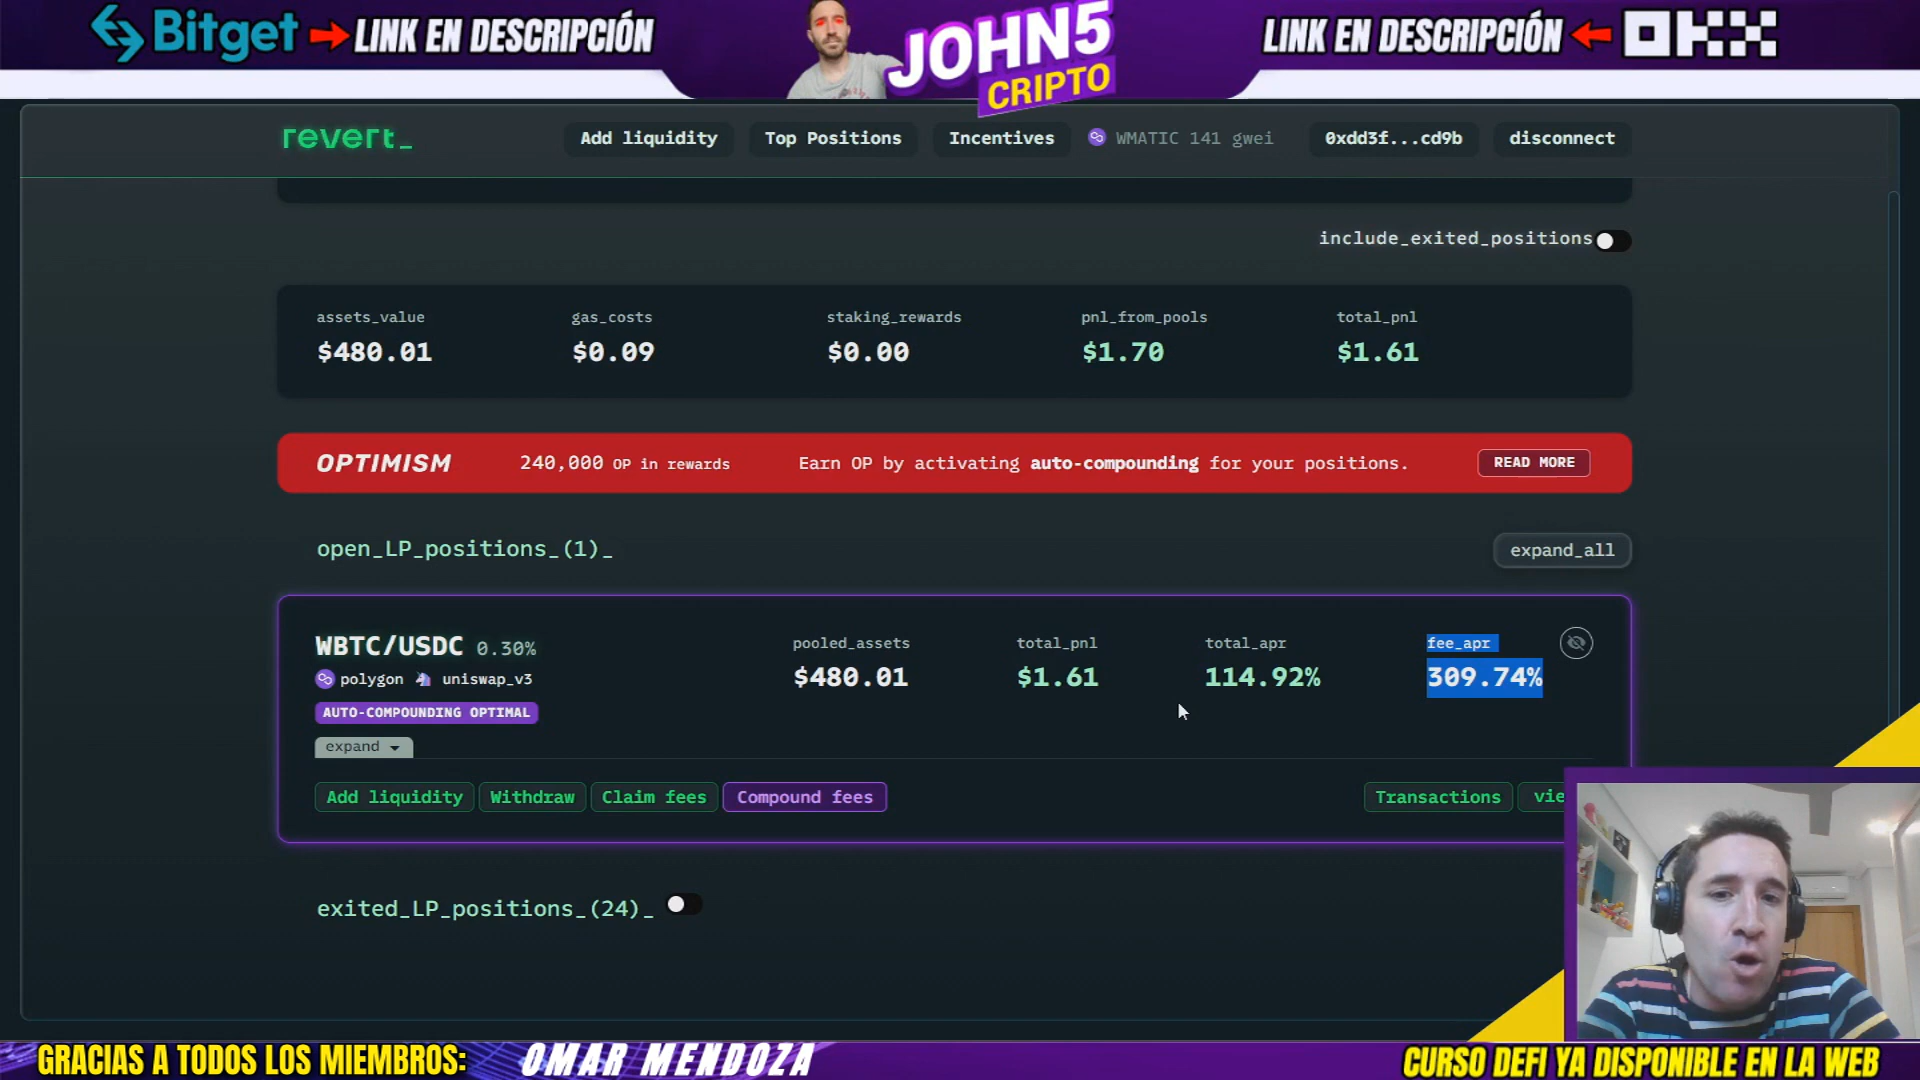 Bitget LINK EN DESCRIPCIÓN
JOHN5
CRIPTO
LINK EN DESCRIPCIÓN OKX
revert_
Add liquidity
Top Positions
Incentives
WMATIC 141 gwei
0xdd3f...cd9b
disconnect
include_exited_positions
assets_value
gas_costs
staking_rewards
pnl_from_pools
total_pnl
$480.01
$0.09
$0.00
$1.70
$1.61
OPTIMISM
240,000 OP in rewards
Earn OP by activating auto-compounding for your positions.
READ MORE
open_LP_positions_(1)_
expand_all
WBTC/USDC 0.30%
polygon uniswap_v3
AUTO-COMPOUNDING OPTIMAL
expand
pooled_assets
total_pnl
total_apr
fee_apr
$480.01
$1.61
114.92%
309.74%
Add liquidity
Withdraw
Claim fees
Compound fees
Transactions
vie
exited_LP_positions_(24)_
GRACIAS A TODOS LOS MIEMBROS:
OMAR MENDOZA
CURSO DEFI YA DISPONIBLE EN LA WEB